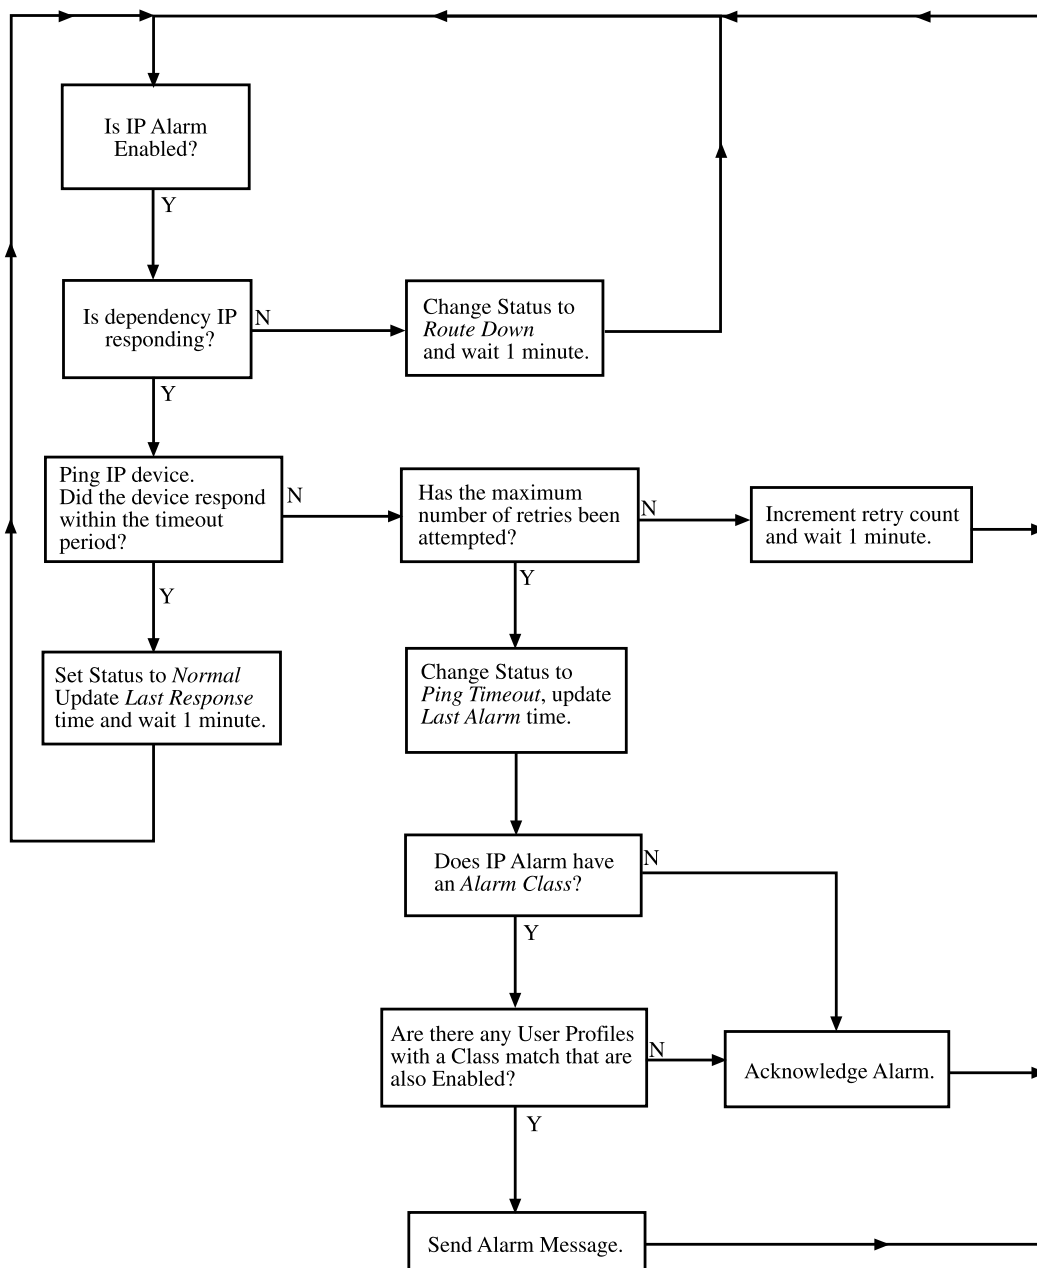 Is IP Alarm
Enabled?
Y
Is dependency IP
responding?
N
Change Status to
Route Down
and wait 1 minute.
Y
Ping IP device.
Did the device respond
within the timeout
period?
N
Has the maximum
number of retries been
attempted?
N
Increment retry count
and wait 1 minute.
Y
Y
Set Status to Normal
Update Last Response
time and wait 1 minute.
Change Status to
Ping Timeout, update
Last Alarm time.
Does IP Alarm have
an Alarm Class?
N
Y
Are there any User Profiles
with a Class match that are
also Enabled?
N
Acknowledge Alarm.
Y
Send Alarm Message.